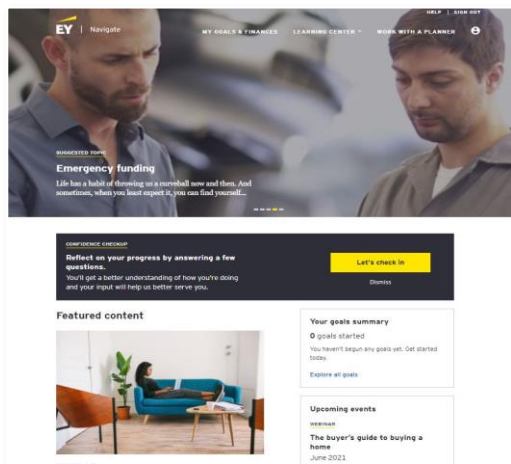 HELP | SIGN OUT
EY | Navigate
MY GOALS & FINANCES LEARNING CENTER WORK WITH A PLANNER
SUGGESTED TOPIC
Emergency funding
Life has a habit of throwing us a curveball now and then. And
sometimes, when you least expect it, you can find yourself...
CONFIDENCE CHECKUP
Reflect on your progress by answering a few
questions.
You'll get a better understanding of how you're doing
and your input will help us better serve you.
Let's check in
Dismiss
Featured content
Your goals summary
0 goals started
You haven't begun any goals yet. Get started
today.
Explore all goals
Upcoming events
WEBINAR
The buyer's guide to buying a
home
June 2021